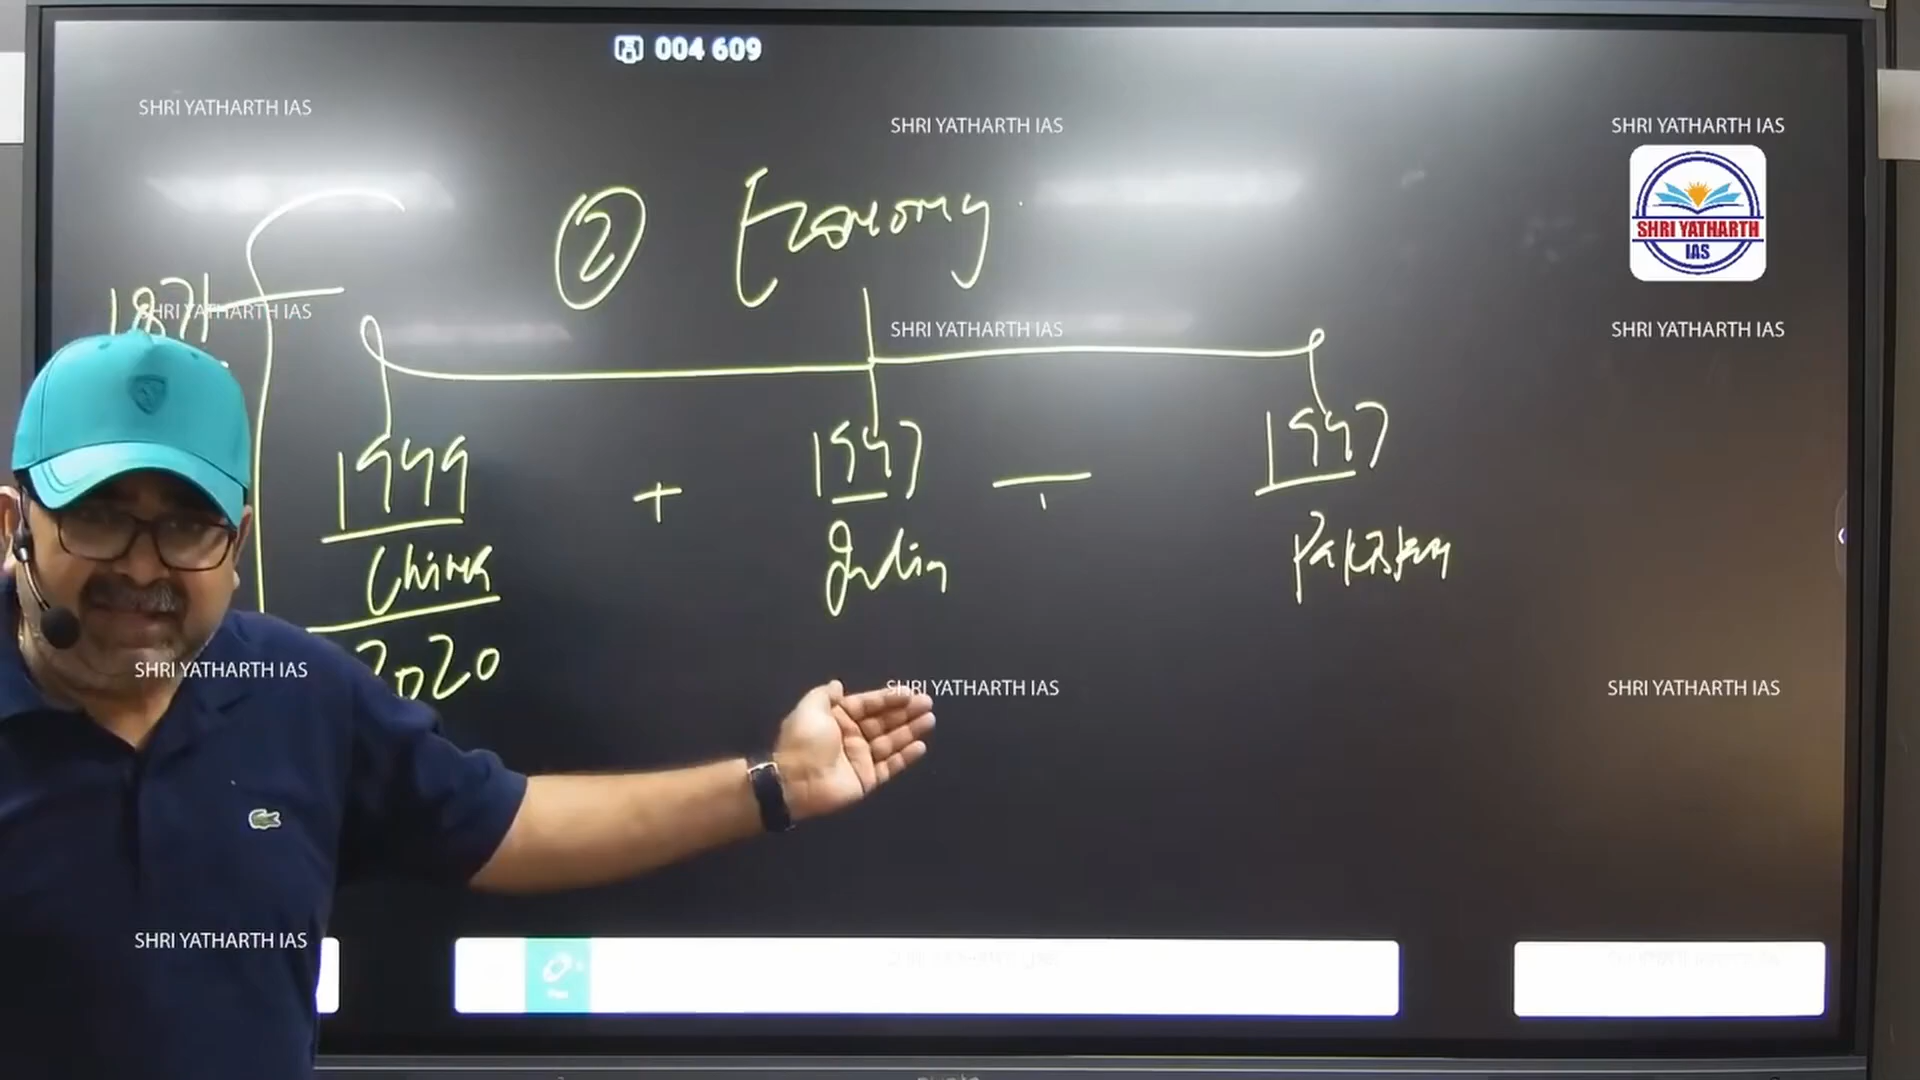 004 609
SHRI YATHARTH IAS
SHRI YATHARTH IAS
SHRI YATHARTH IAS
② Economy
SHRI YATHARTH
IAS
1871
SHRI YATHARTH IAS
SHRI YATHARTH IAS
SHRI YATHARTH IAS
1949 + 1947 — 1947
China India Pakistan
2020
SHRI YATHARTH IAS
SHRI YATHARTH IAS
SHRI YATHARTH IAS
SHRI YATHARTH IAS